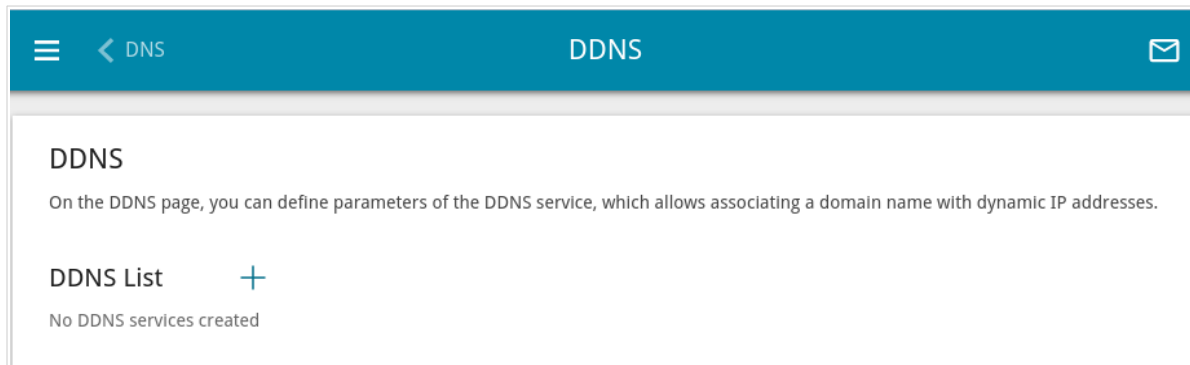 DNS
DDNS
DDNS
On the DDNS page, you can define parameters of the DDNS service, which allows associating a domain name with dynamic IP addresses.
DDNS List
No DDNS services created